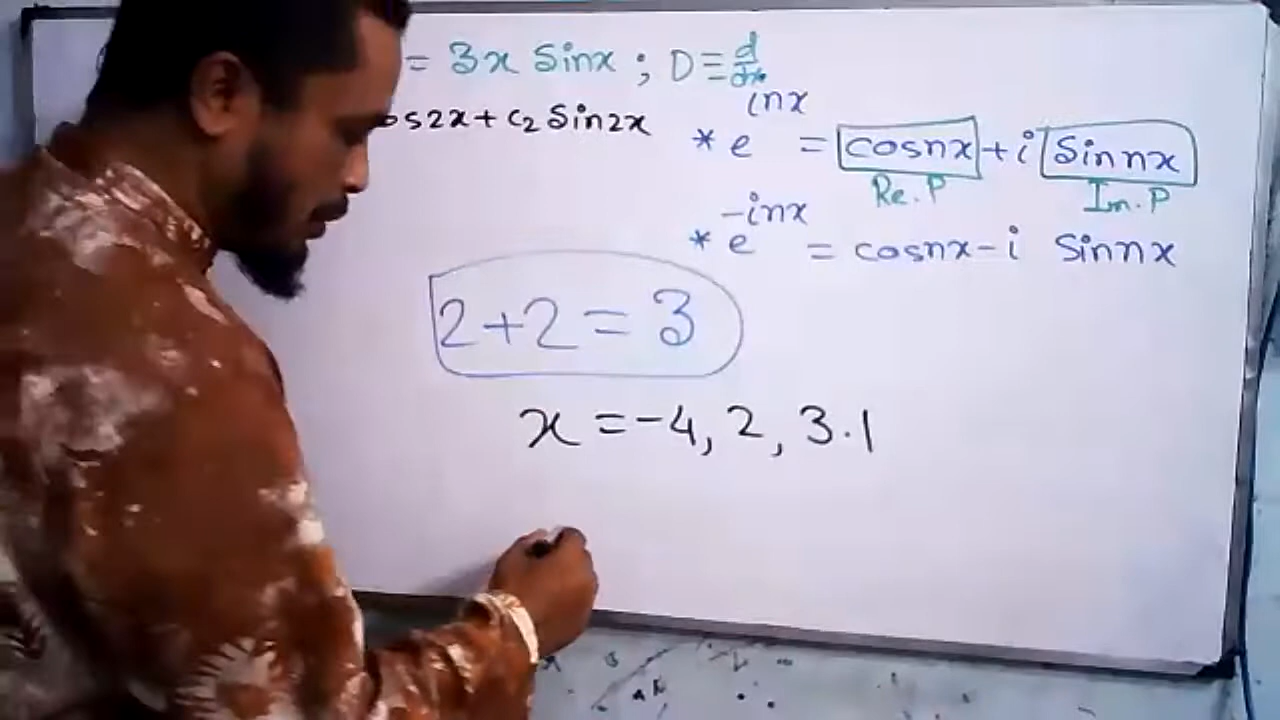 = 3x Sinx ; D ≡ d/dx
os2x + c₂ Sin2x
* e^inx = cosnx + i Sinnx
Re.P Im.P
* e^-inx = cosnx - i Sinnx
2+2=3
x = -4, 2, 3.1